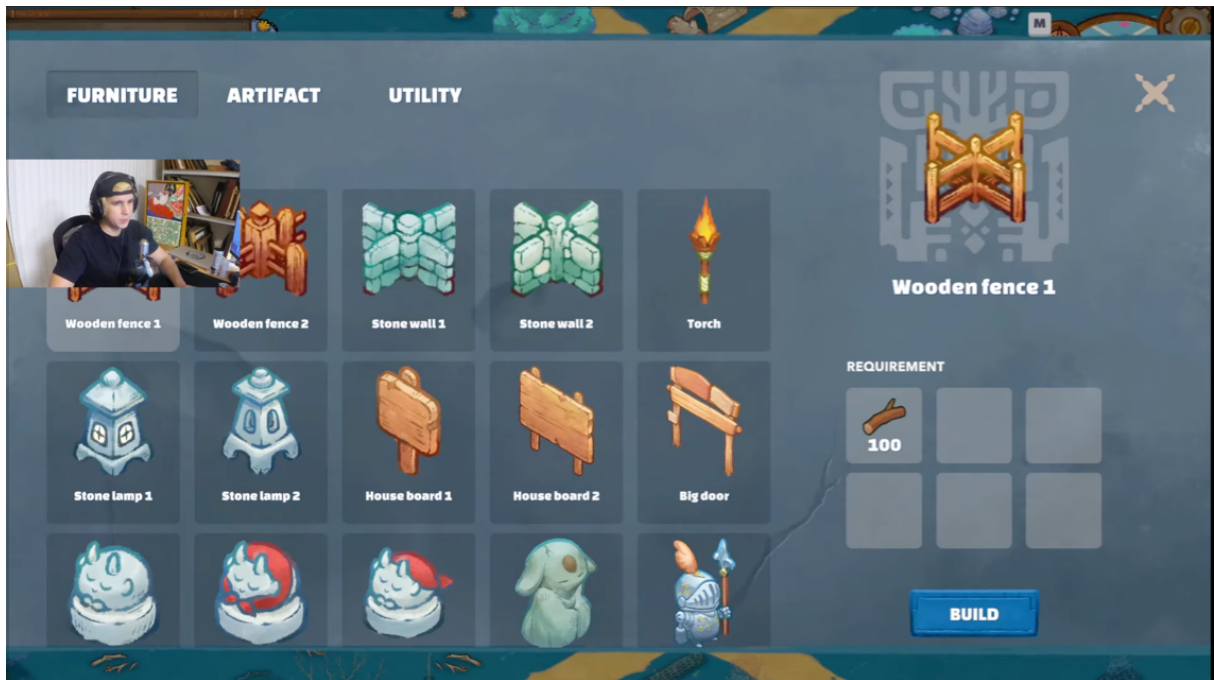 M
FURNITURE ARTIFACT UTILITY
Wooden fence 1
REQUIREMENT
100
BUILD
Wooden fence 1 Wooden fence 2 Stone wall 1 Stone wall 2 Torch
Stone lamp 1 Stone lamp 2 House board 1 House board 2 Big door